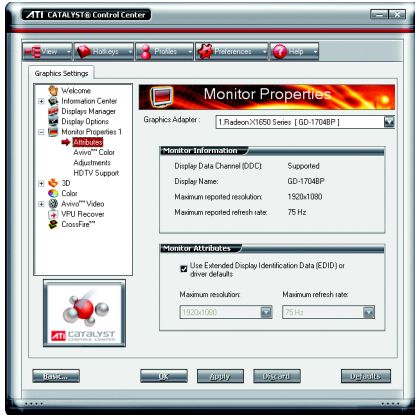 ATI CATALYST® Control Center
View
Hotkeys
Profiles
Preferences
Help
Graphics Settings
Welcome
Information Center
Displays Manager
Display Options
Monitor Properties 1
Attributes
Avivo™ Color
Adjustments
HDTV Support
3D
Color
Avivo™ Video
VPU Recover
CrossFire™
ATI CATALYST
CONTROL CENTER
Monitor Properties
Graphics Adapter :
1.Radeon X1650 Series [ GD-1704BP ]
Monitor Information
Display Data Channel (DDC): Supported
Display Name: GD-1704BP
Maximum reported resolution: 1920x1080
Maximum reported refresh rate: 75 Hz
Monitor Attributes
Use Extended Display Identification Data (EDID) or
driver defaults
Maximum resolution: Maximum refresh rate:
1920x1080 75 Hz
Basic... OK Apply Discard Defaults